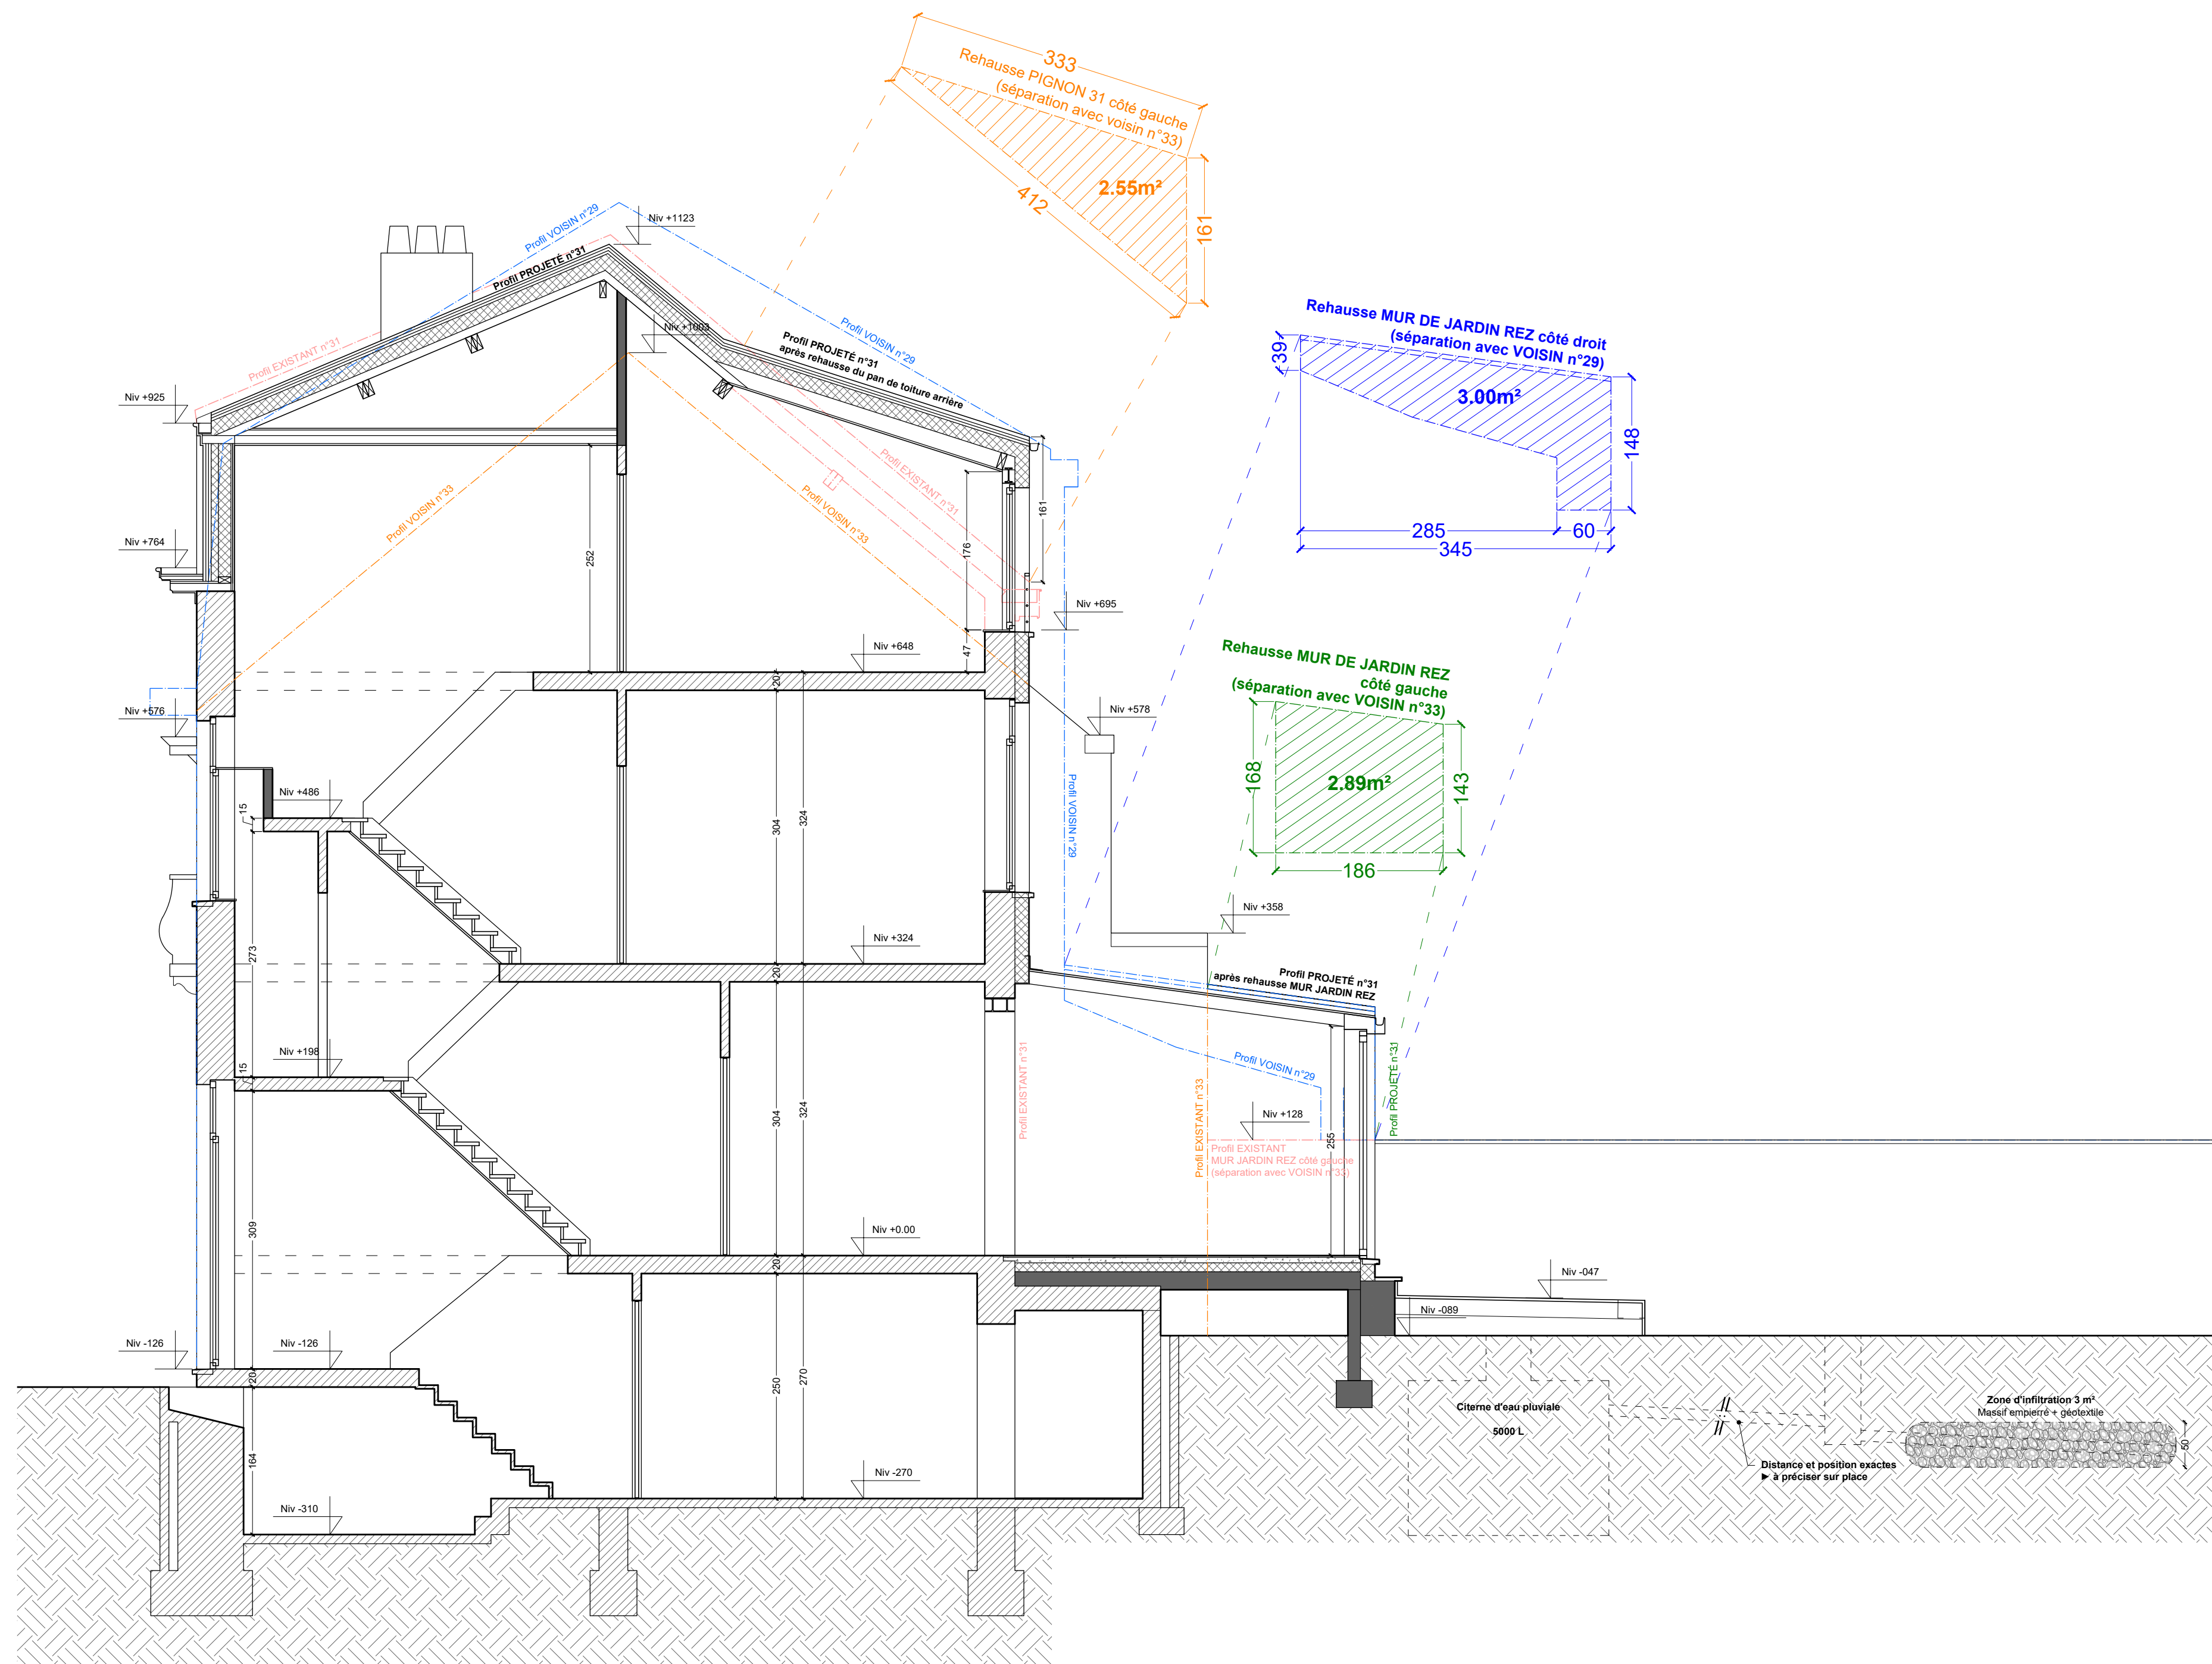 333
Rehausse PIGNON 31 côté gauche
(séparation avec voisin n°33)
2.55m²
412
161
Profil VOISIN n°29
Niv +1123
Profil PROJETÉ n°31
Niv +1003
Profil VOISIN n°29
Profil PROJETÉ n°31
après rehausse du pan de toiture arrière
Profil EXISTANT n°31
Niv +925
Rehausse MUR DE JARDIN REZ côté droit
(séparation avec VOISIN n°29)
39
3.00m²
148
285
60
345
Profil EXISTANT n°31
Profil VOISIN n°33
Profil VOISIN n°33
161
176
252
Niv +764
Niv +695
47
Niv +648
20
Rehausse MUR DE JARDIN REZ
côté gauche
(séparation avec VOISIN n°33)
168
2.89m²
143
186
Niv +576
Niv +578
Niv +486
15
304
324
Profil VOISIN n°29
Niv +358
273
Niv +324
20
Profil PROJETÉ n°31
après rehausse MUR JARDIN REZ
Niv +198
15
304
324
Profil EXISTANT n°31
Profil VOISIN n°29
Profil EXISTANT n°33
Niv +128
255
Profil PROJETÉ n°31
Profil EXISTANT
MUR JARDIN REZ côté gauche
(séparation avec VOISIN n°33)
309
Niv +0.00
20
Niv -047
Niv -089
Niv -126
Niv -126
20
250
270
164
Citerne d'eau pluviale
5000 L
Zone d'infiltration 3 m²
Massif empierré + géotextile
50
Distance et position exactes
► à préciser sur place
Niv -270
Niv -310